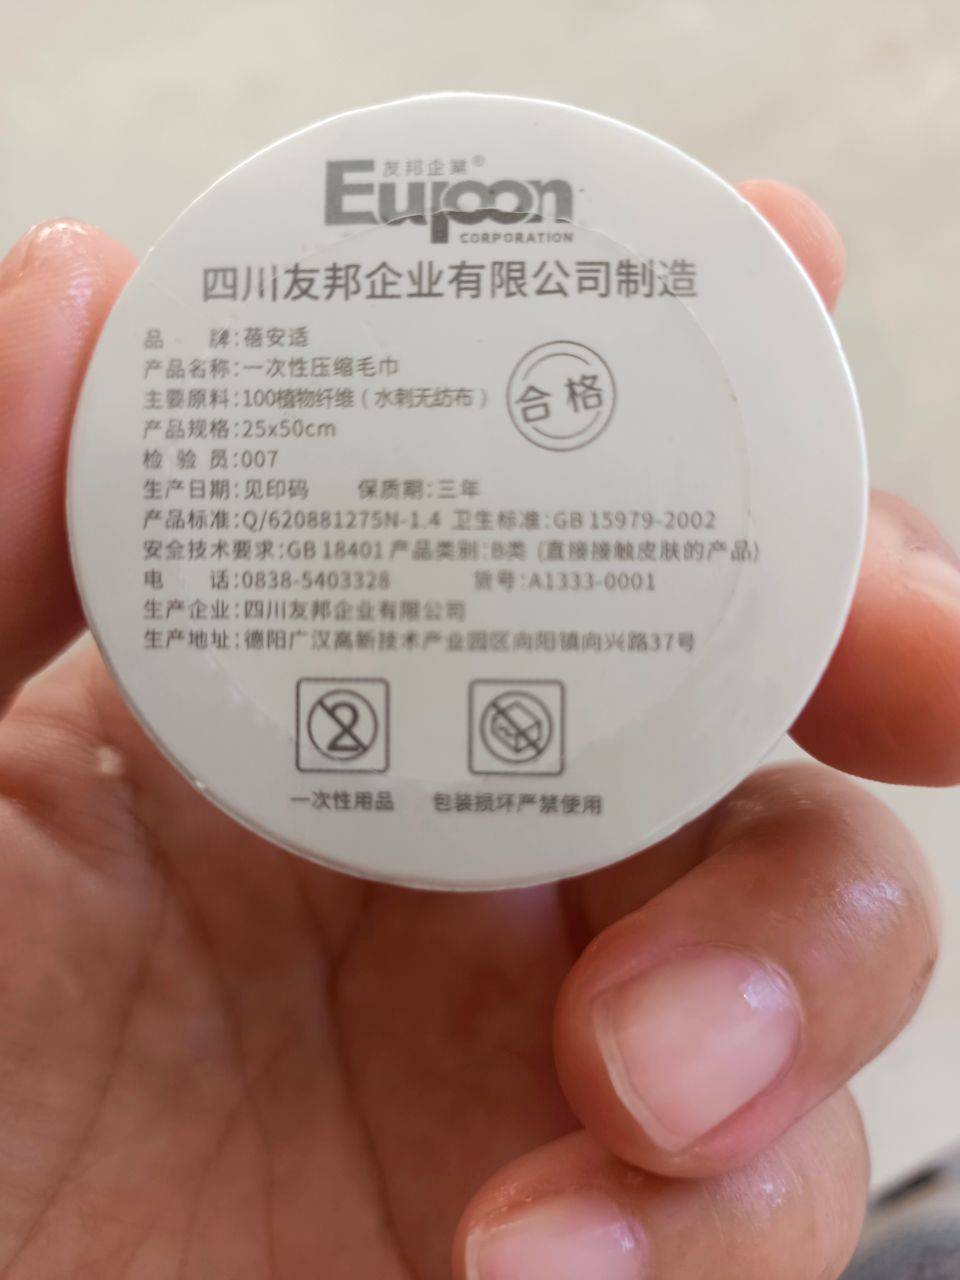 友邦企業®
Eupoon
CORPORATION
四川友邦企业有限公司制造
品 牌:蓓安适
产品名称:一次性压缩毛巾
主要原料:100植物纤维（水刺无纺布）
产品规格:25x50cm
合格
检 验 员:007
生产日期:见印码 保质期:三年
产品标准:Q/620881275N-1.4 卫生标准:GB 15979-2002
安全技术要求:GB 18401 产品类别:B类 (直接接触皮肤的产品)
电 话:0838-5403328 货号:A1333-0001
生产企业:四川友邦企业有限公司
生产地址:德阳广汉高新技术产业园区向阳镇向兴路37号
2
一次性用品 包装损坏严禁使用